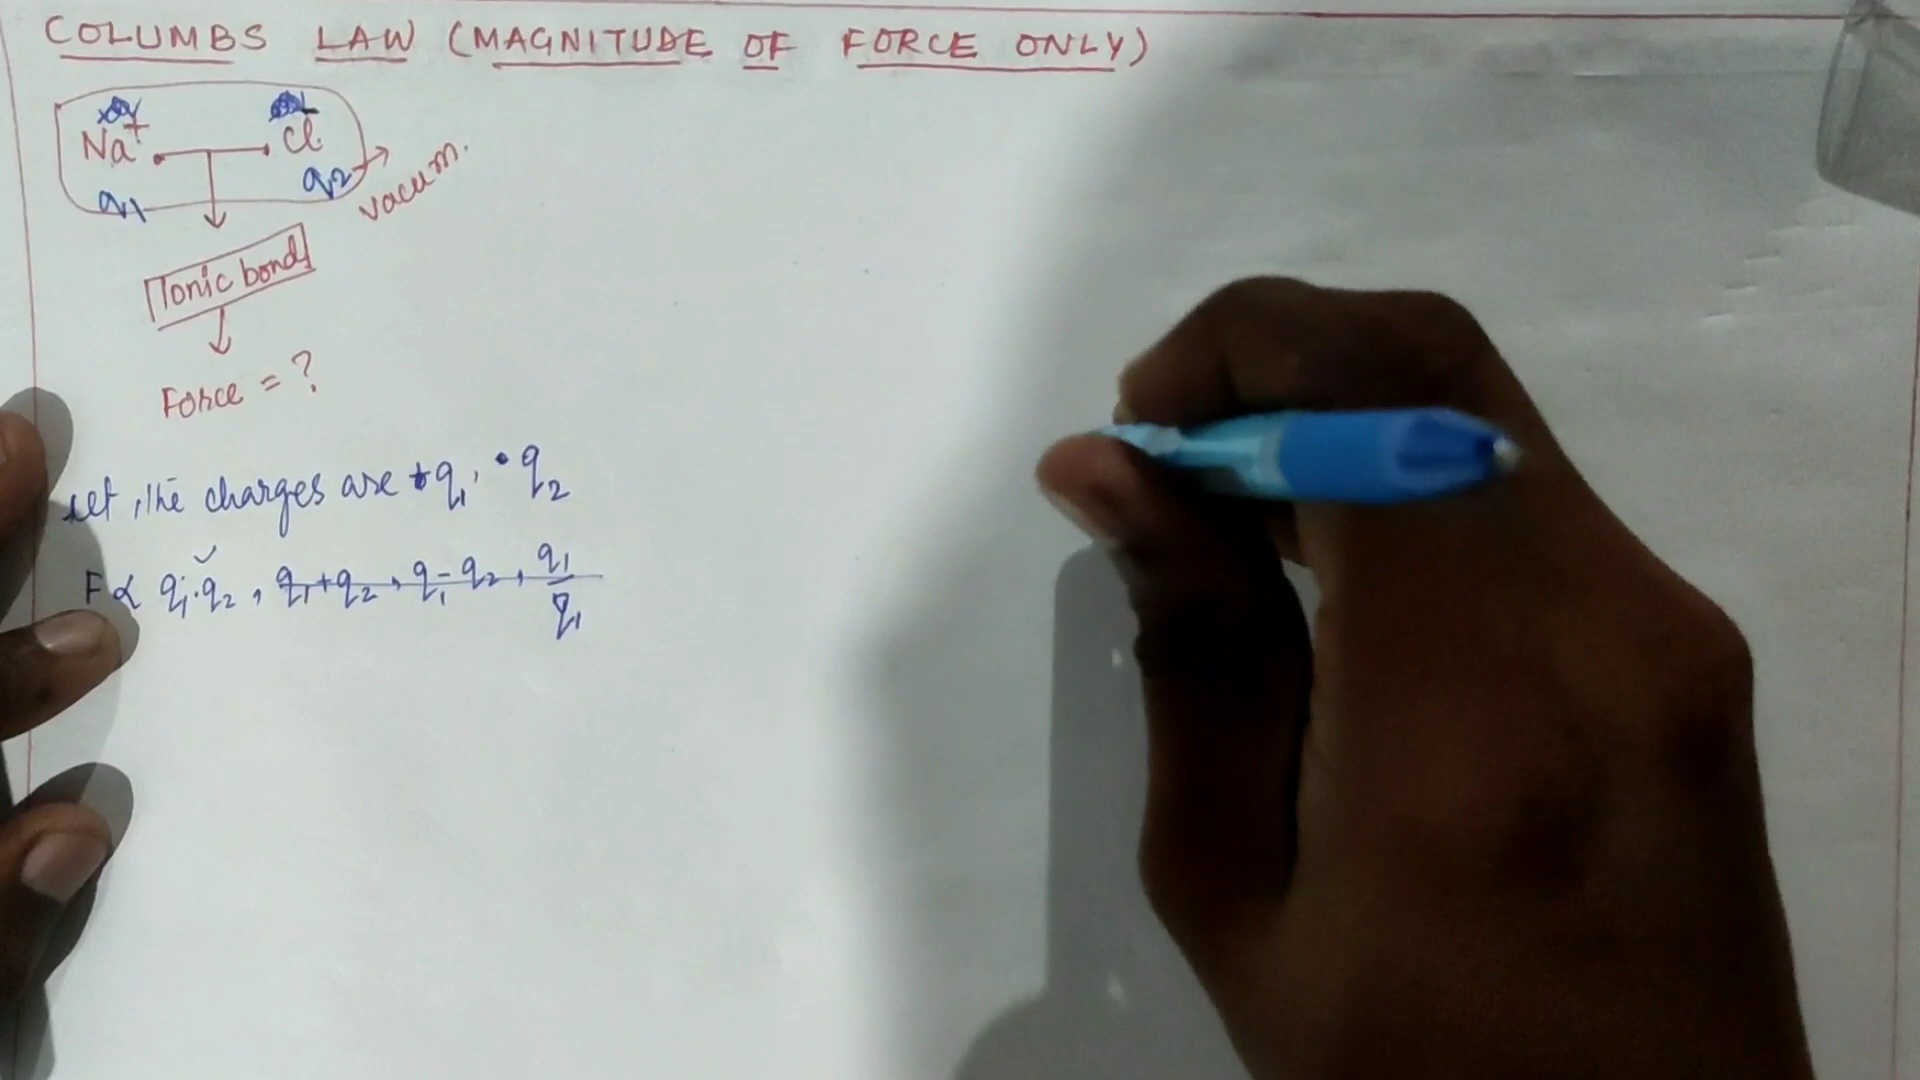 COLUMBS LAW (MAGNITUDE OF FORCE ONLY)
Na⁺ Cl
q1 q2 vacum.
Ionic bond
Force = ?
Let, the charges are +q₁, • q₂
F ∝ q₁.q₂, q₁+q₂, q₁-q₂, q₁/q₁